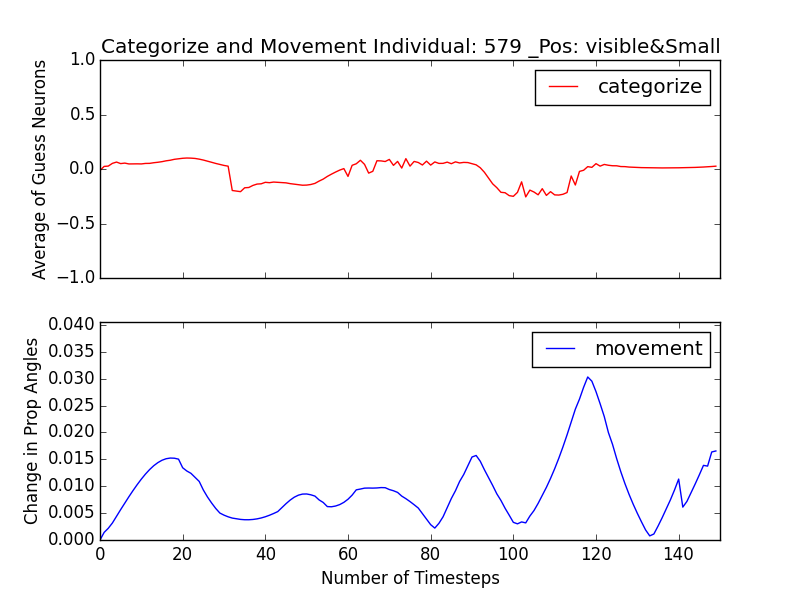 Categorize and Movement Individual: 579 _Pos: visible&Small
1.0
0.5
0.0
−0.5
−1.0
Average of Guess Neurons
categorize
0.040
0.035
0.030
0.025
0.020
0.015
0.010
0.005
0.000
Change in Prop Angles
movement
0 20 40 60 80 100 120 140
Number of Timesteps